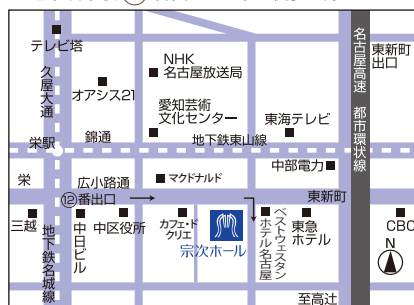 テレビ塔
久屋大通
オアシス21
NHK
名古屋放送局
名古屋高速 都市環状線
東新町
出口
愛知芸術
文化センター
東海テレビ
栄駅
錦通
地下鉄東山線
中部電力
栄
広小路通
マクドナルド
東新町
⑫番出口
三越
地下鉄名城線
中日ビル
中区役所
カフェ・ド
クリエ
宗次ホール
ベストウェスタン
ホテル名古屋
東急
ホテル
CBC
N
至高辻